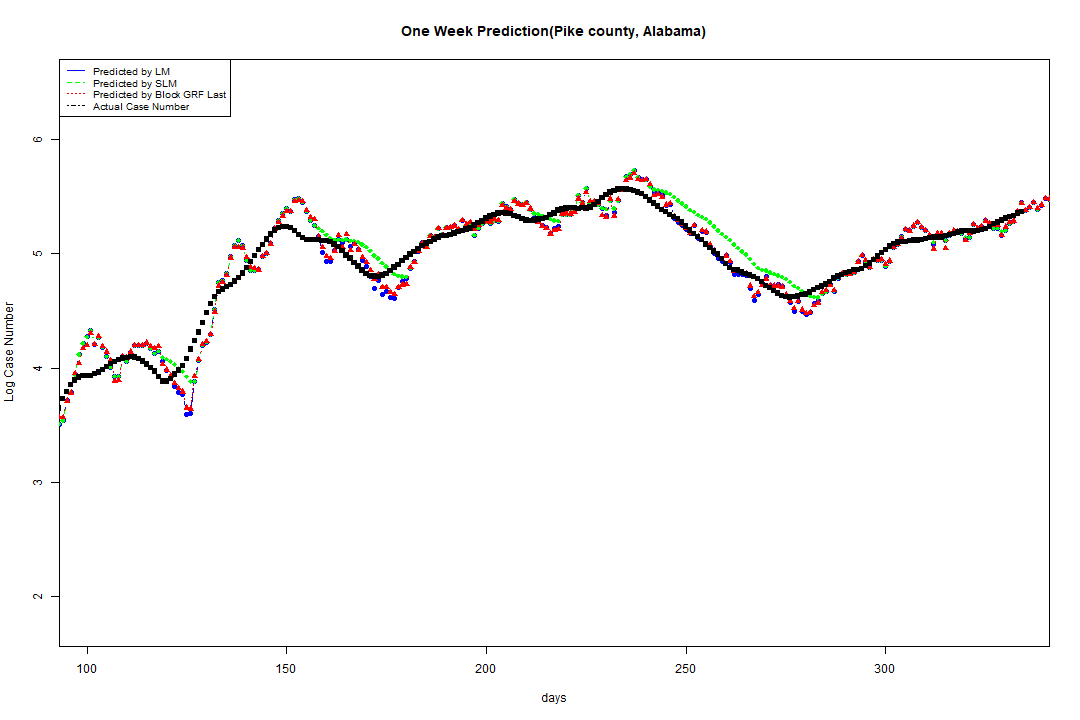 One Week Prediction(Pike county, Alabama)
Predicted by LM
Predicted by SLM
Predicted by Block GRF Last
Actual Case Number
6
5
4
3
2
Log Case Number
100 150 200 250 300
days